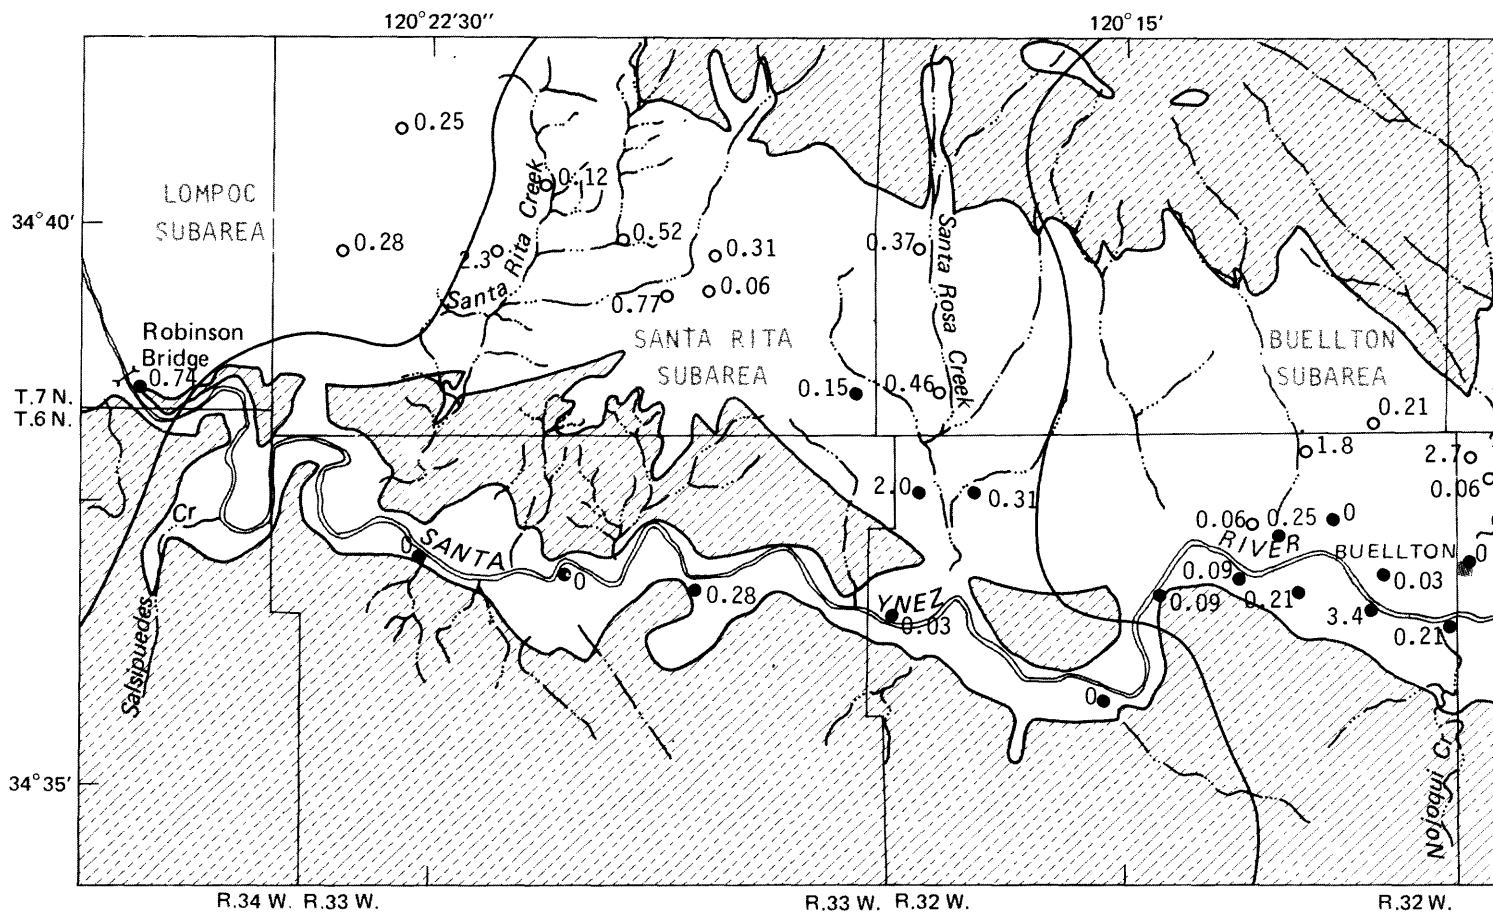 120°22'30''
120°15'
0.25
0.12
LOMPOC
SUBAREA
34°40'
0.28
2.3
Santa Rita Creek
0.52
0.31
0.37
0.77
0.06
Santa Rosa Creek
Robinson
Bridge
0.74
SANTA RITA
SUBAREA
BUELLTON
SUBAREA
0.15
0.46
T.7 N.
T.6 N.
0.21
1.8
2.7
0.06
2.0
0.31
Cr
Salsipuedes
0.06
0.25
0
0
SANTA
RIVER
BUELLTON
0
0
0.28
0.09
0.03
0.09
0.21
3.4
0.21
YNEZ
0.03
0
34°35'
Nojoqui Cr
R.34 W. R.33 W.
R.33 W. R.32 W.
R.32 W.